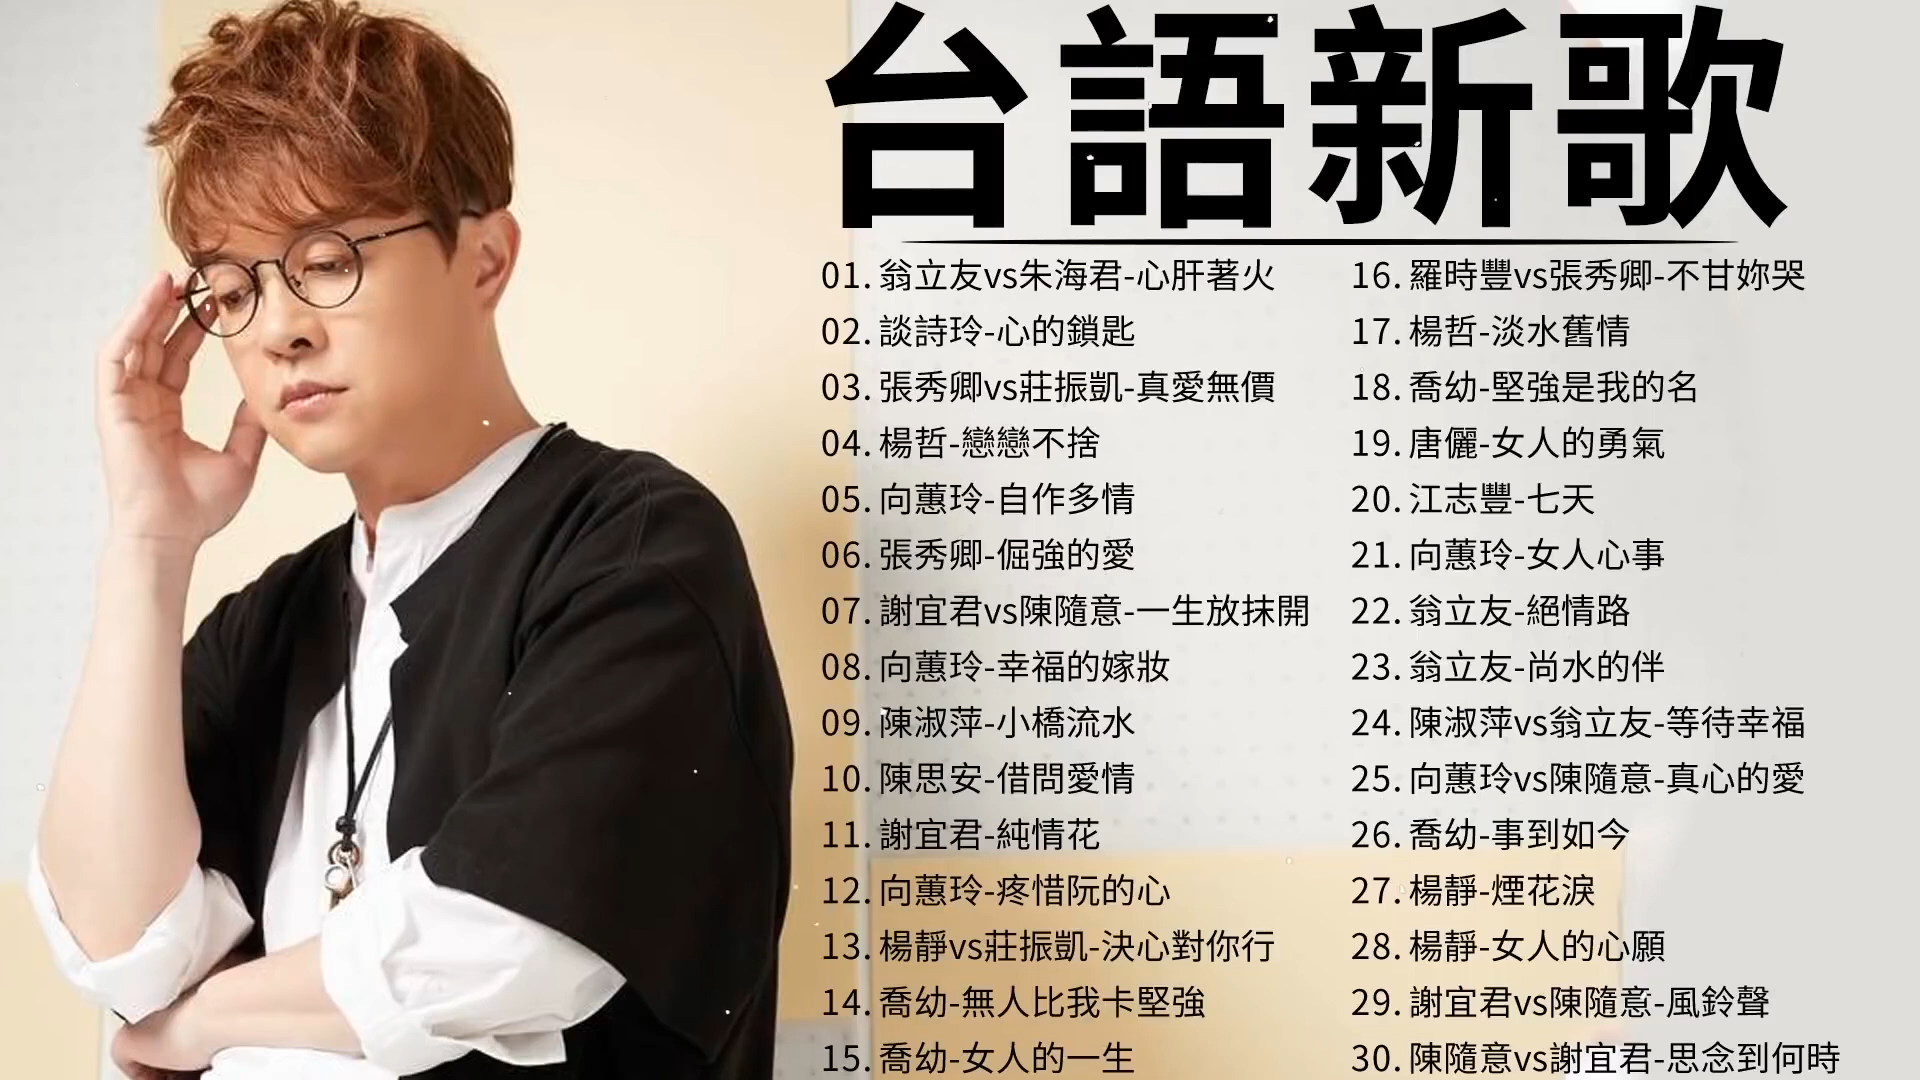 台語新歌
01. 翁立友vs朱海君-心肝著火
02. 談詩玲-心的鎖匙
03. 張秀卿vs莊振凱-真愛無價
04. 楊哲-戀戀不捨
05. 向蕙玲-自作多情
06. 張秀卿-倔強的愛
07. 謝宜君vs陳隨意-一生放抹開
08. 向蕙玲-幸福的嫁妝
09. 陳淑萍-小橋流水
10. 陳思安-借問愛情
11. 謝宜君-純情花
12. 向蕙玲-疼惜阮的心
13. 楊靜vs莊振凱-決心對你行
14. 喬幼-無人比我卡堅強
15. 喬幼-女人的一生
16. 羅時豐vs張秀卿-不甘妳哭
17. 楊哲-淡水舊情
18. 喬幼-堅強是我的名
19. 唐儷-女人的勇氣
20. 江志豐-七天
21. 向蕙玲-女人心事
22. 翁立友-絕情路
23. 翁立友-尚水的伴
24. 陳淑萍vs翁立友-等待幸福
25. 向蕙玲vs陳隨意-真心的愛
26. 喬幼-事到如今
27. 楊靜-煙花淚
28. 楊靜-女人的心願
29. 謝宜君vs陳隨意-風鈴聲
30. 陳隨意vs謝宜君-思念到何時